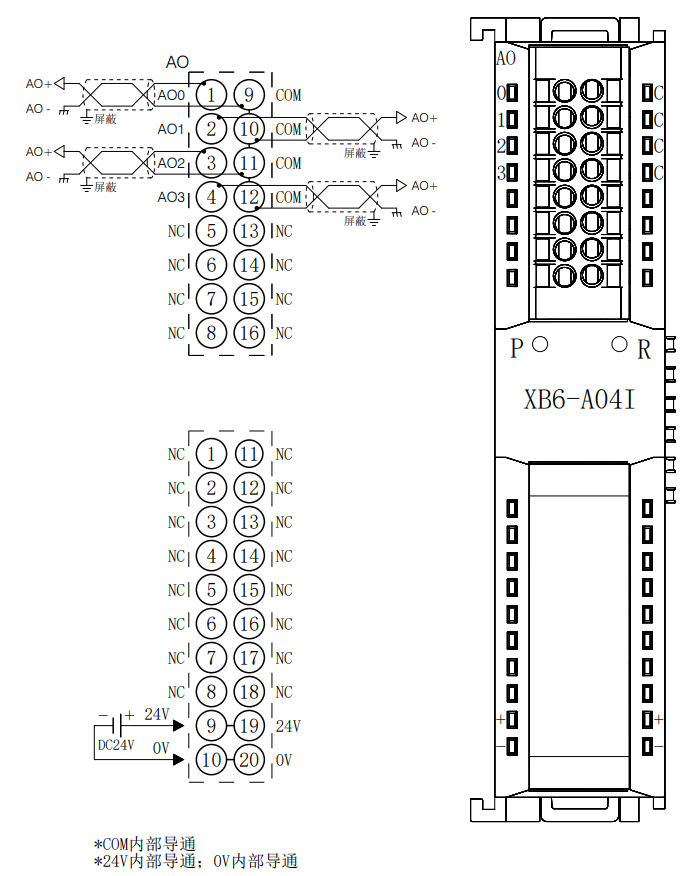 AO
AO+ AO0 1 9 COM
AO - 屏蔽
AO1 2 10 COM AO+
屏蔽 AO -
AO+ AO2 3 11 COM
AO - 屏蔽
AO3 4 12 COM AO+
屏蔽 AO -
NC 5 13 NC
NC 6 14 NC
NC 7 15 NC
NC 8 16 NC
NC 1 11 NC
NC 2 12 NC
NC 3 13 NC
NC 4 14 NC
NC 5 15 NC
NC 6 16 NC
NC 7 17 NC
NC 8 18 NC
- + 24V 9 19 24V
DC24V 0V 10 20 0V
*COM内部导通
*24V内部导通；0V内部导通
AO
0 C
1 C
2 C
3 C
P R
XB6-A04I
+ +
- -